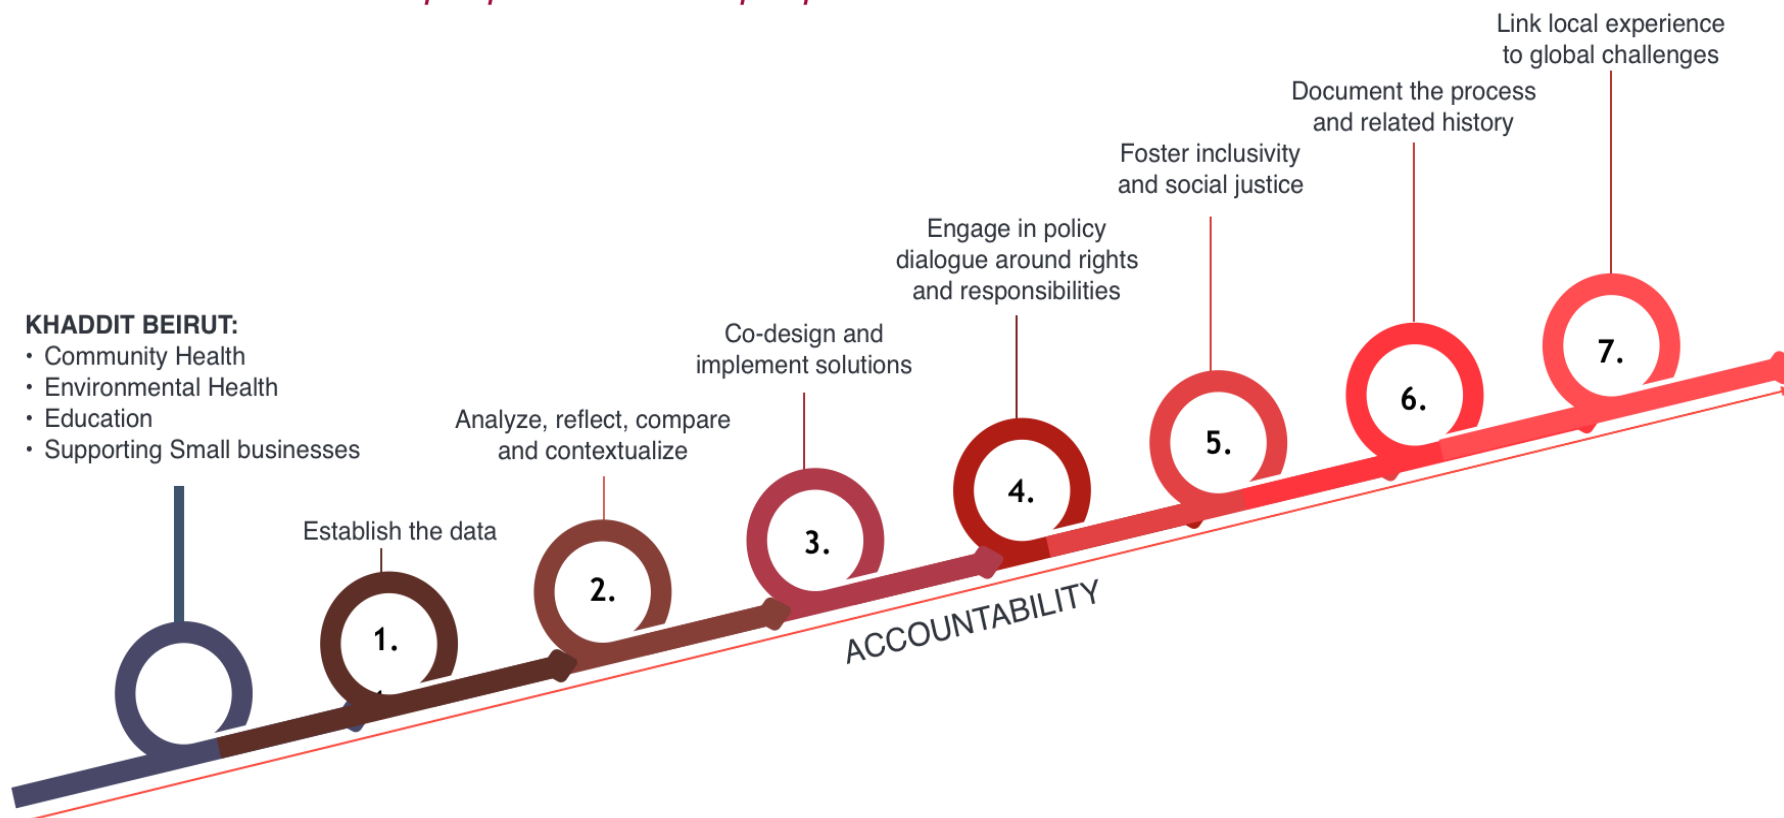 KHADDIT BEIRUT:
• Community Health
• Environmental Health
• Education
• Supporting Small businesses
Establish the data
1.
Analyze, reflect, compare
and contextualize
2.
Co-design and
implement solutions
3.
Engage in policy
dialogue around rights
and responsibilities
4.
Foster inclusivity
and social justice
5.
Document the process
and related history
6.
Link local experience
to global challenges
7.
ACCOUNTABILITY